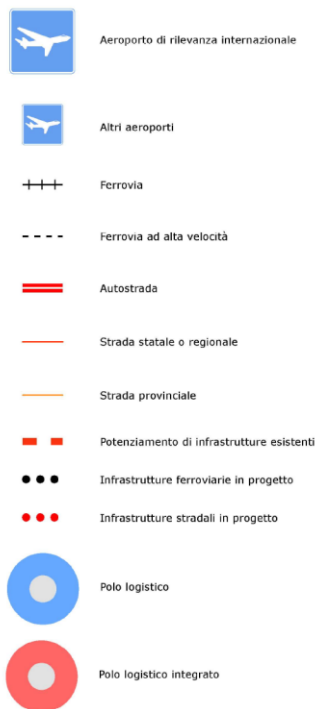 Aeroporto di rilevanza internazionale
Altri aeroporti
Ferrovia
Ferrovia ad alta velocità
Autostrada
Strada statale o regionale
Strada provinciale
Potenziamento di infrastrutture esistenti
Infrastrutture ferroviarie in progetto
Infrastrutture stradali in progetto
Polo logistico
Polo logistico integrato